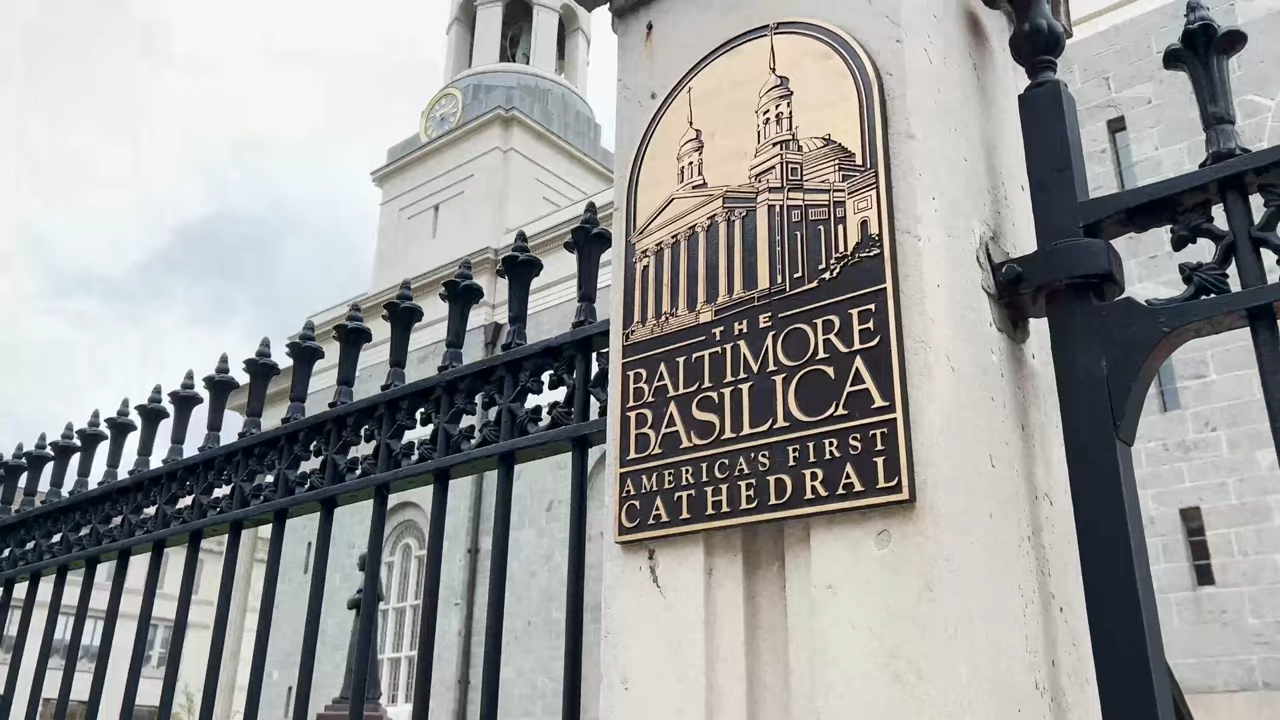 THE
BALTIMORE
BASILICA
AMERICA'S FIRST
CATHEDRAL